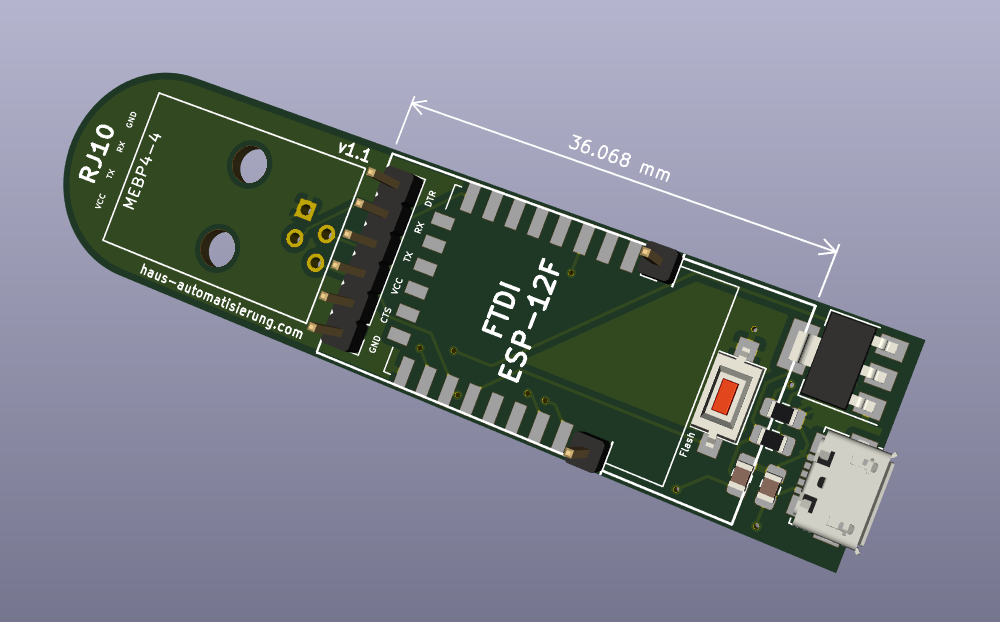 RJ10
VCC TX RX GND
MEBP4-4
haus-automatisierung.com
v1.1
36.068 mm
DTR
RX
TX
VCC
CTS
GND
FTDI
ESP-12F
Flash